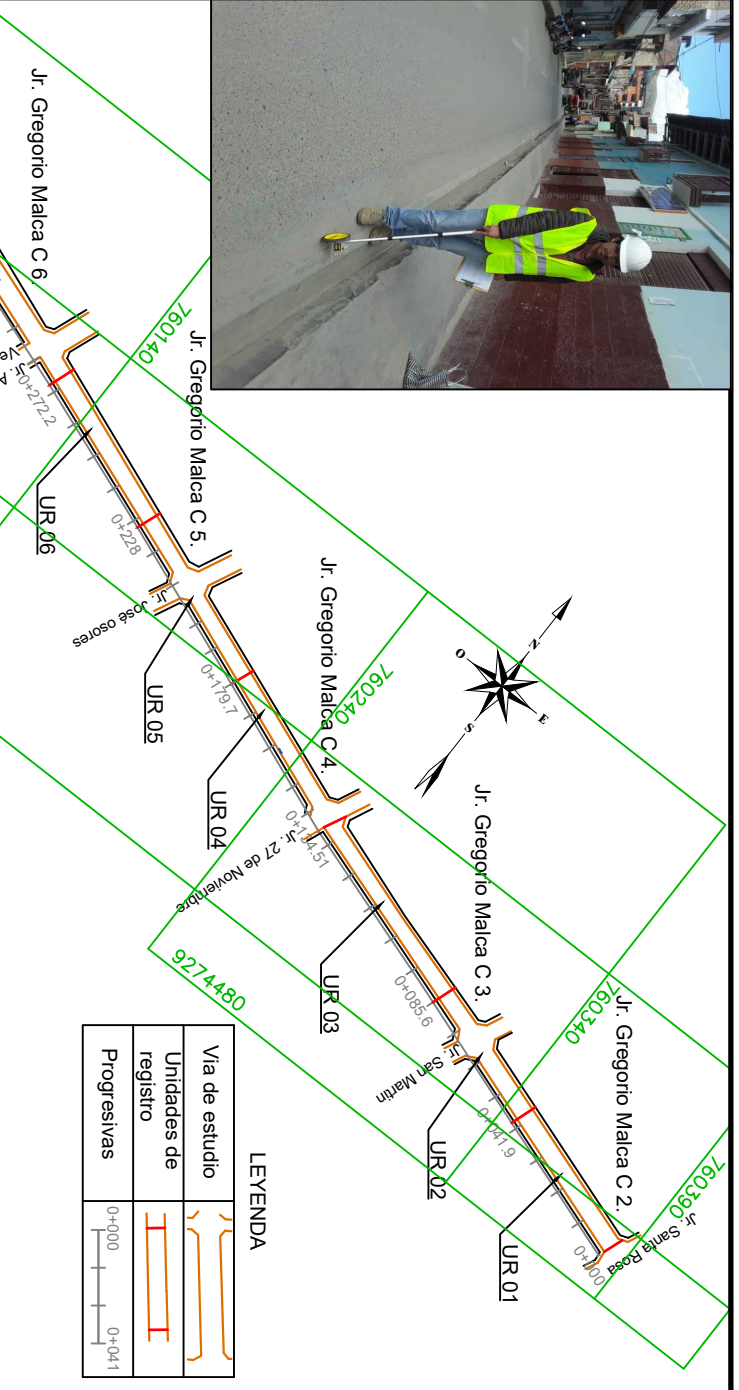 Jr. Gregorio Malca C 6.
Jr. Gregorio Malca C 5.
Jr. Gregorio Malca C 4.
Jr. Gregorio Malca C 3.
Jr. Gregorio Malca C 2.
760140
760240
760340
760390
9274480
N
E
S
O
0+272.2
0+228
0+179.7
0+134.51
0+085.6
0+041.9
0+000
Jr. A
Ve
Jr. José osores
Jr. 27 de Noviembre
Jr. San Martin
Jr. Santa Rosa
UR 06
UR 05
UR 04
UR 03
UR 02
UR 01
LEYENDA
Via de estudio
Unidades de
registro
Progresivas
0+000
0+041